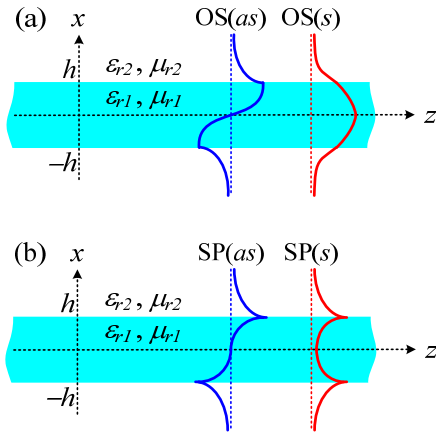 (a) x OS(as) OS(s)
h εr2, μr2
εr1, μr1
z
–h
(b) x SP(as) SP(s)
h εr2, μr2
εr1, μr1
z
–h